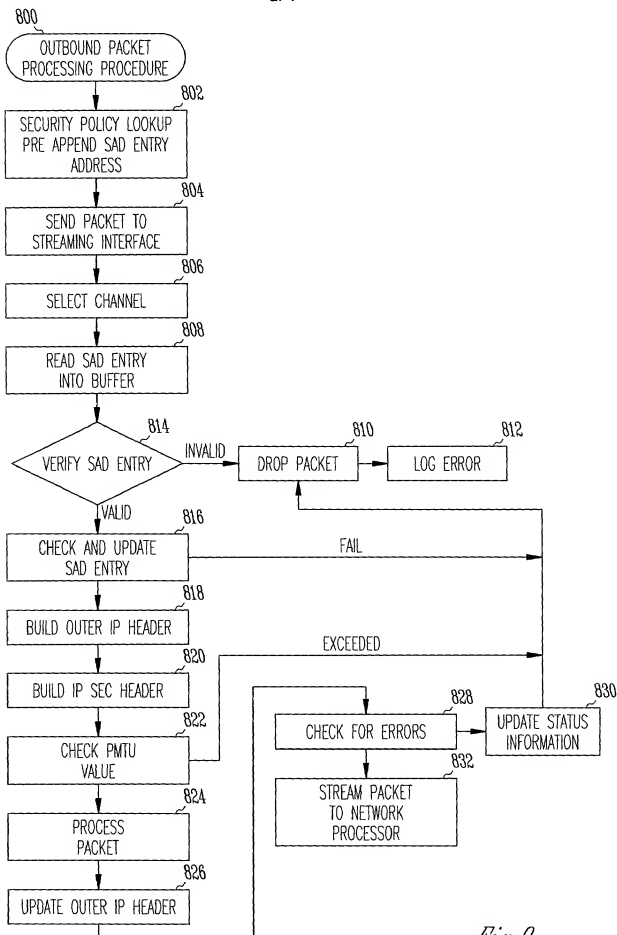 800
OUTBOUND PACKET
PROCESSING PROCEDURE
802
SECURITY POLICY LOOKUP
PRE APPEND SAD ENTRY
ADDRESS
804
SEND PACKET TO
STREAMING INTERFACE
806
SELECT CHANNEL
808
READ SAD ENTRY
INTO BUFFER
814
VERIFY SAD ENTRY
INVALID
810
DROP PACKET
812
LOG ERROR
VALID
816
CHECK AND UPDATE
SAD ENTRY
FAIL
818
BUILD OUTER IP HEADER
820
BUILD IP SEC HEADER
EXCEEDED
822
CHECK PMTU
VALUE
828
CHECK FOR ERRORS
830
UPDATE STATUS
INFORMATION
832
STREAM PACKET
TO NETWORK
PROCESSOR
824
PROCESS
PACKET
826
UPDATE OUTER IP HEADER